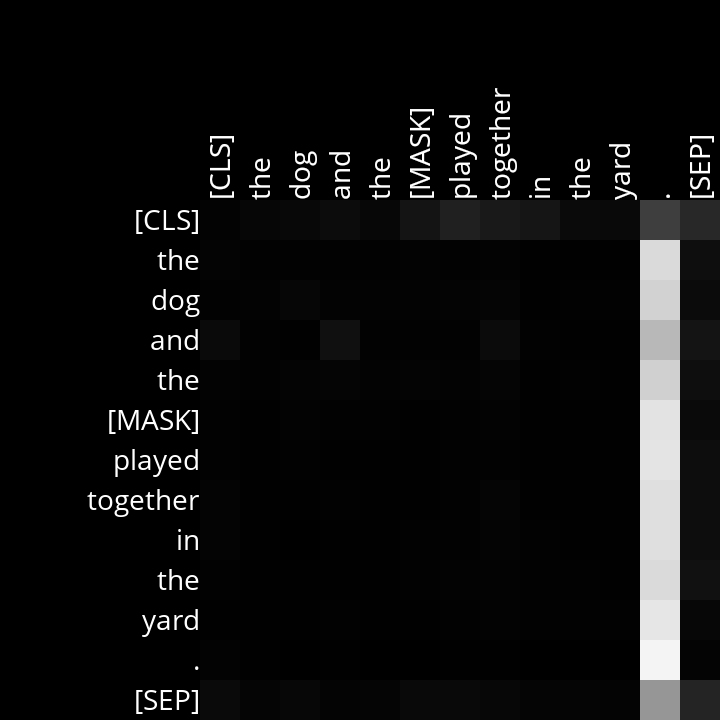 [CLS] the dog and the [MASK] played together in the yard . [SEP]
[CLS]
the
dog
and
the
[MASK]
played
together
in
the
yard
.
[SEP]